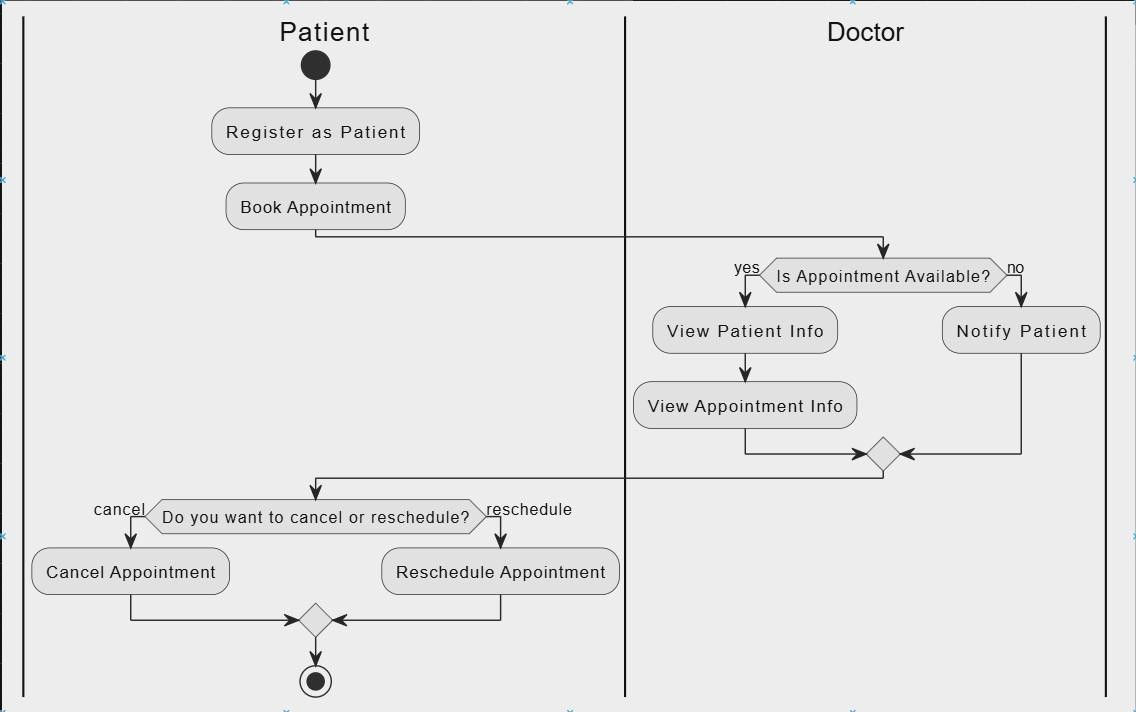 Patient
Doctor
Register as Patient
Book Appointment
yes
Is Appointment Available?
no
View Patient Info
Notify Patient
View Appointment Info
cancel
Do you want to cancel or reschedule?
reschedule
Cancel Appointment
Reschedule Appointment